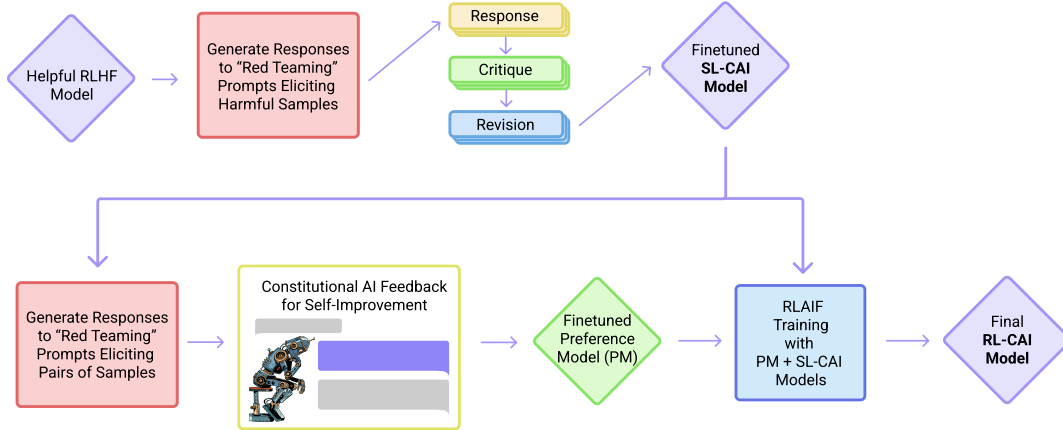 Helpful RLHF
Model
Generate Responses
to “Red Teaming”
Prompts Eliciting
Harmful Samples
Response
Critique
Revision
Finetuned
SL-CAI
Model
Generate Responses
to “Red Teaming”
Prompts Eliciting
Pairs of Samples
Constitutional AI Feedback
for Self-Improvement
Finetuned
Preference
Model (PM)
RLAIF
Training
with
PM + SL-CAI
Models
Final
RL-CAI
Model